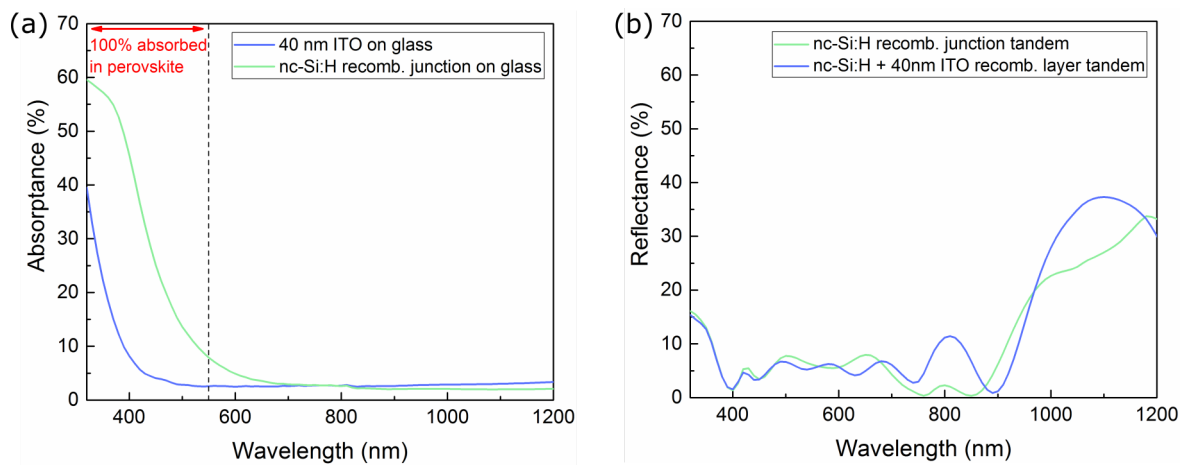 (a)
70
60
50
40
30
20
10
0
Absorptance (%)
100% absorbed
in perovskite
40 nm ITO on glass
nc-Si:H recomb. junction on glass
400
600
800
1000
1200
Wavelength (nm)
(b)
70
60
50
40
30
20
10
0
Reflectance (%)
nc-Si:H recomb. junction tandem
nc-Si:H + 40nm ITO recomb. layer tandem
400
600
800
1000
1200
Wavelength (nm)